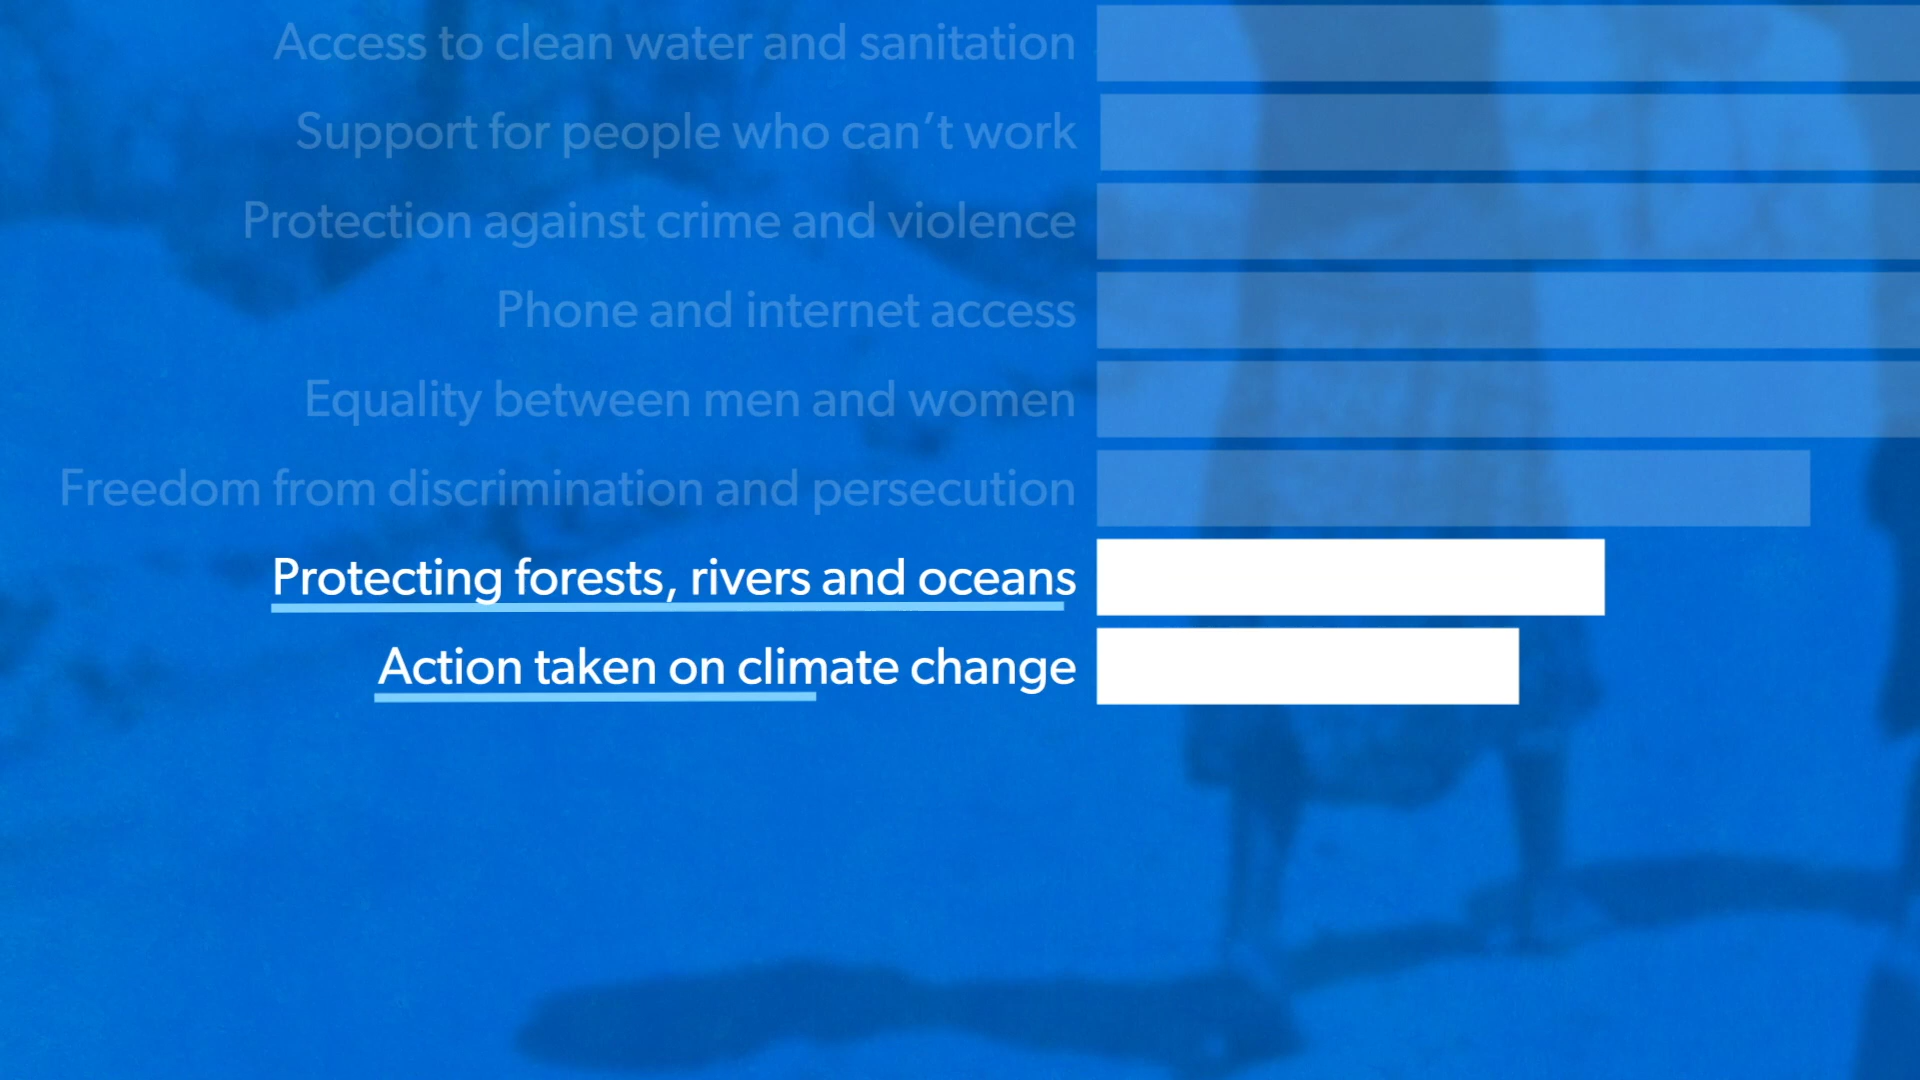 Access to clean water and sanitation
Support for people who can’t work
Protection against crime and violence
Phone and internet access
Equality between men and women
Freedom from discrimination and persecution
Protecting forests, rivers and oceans
Action taken on climate change